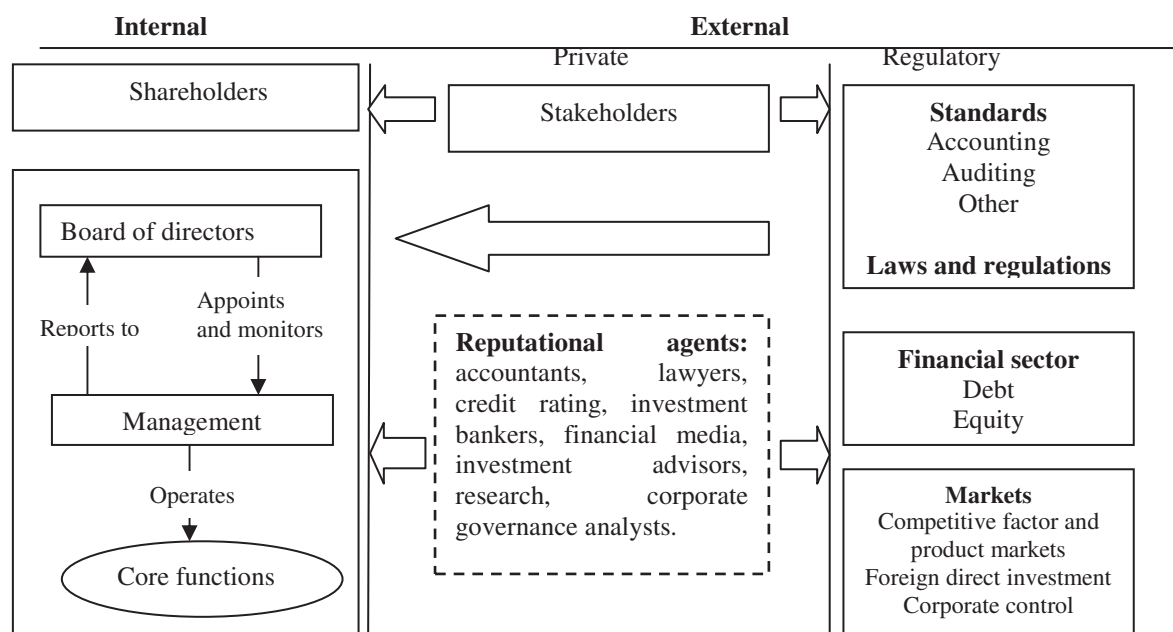 Internal
External
Private
Regulatory
Shareholders
Stakeholders
Standards
Accounting
Auditing
Other
Laws and regulations
Board of directors
Reports to
Appoints
and monitors
Management
Operates
Core functions
Reputational agents:
accountants, lawyers,
credit rating, investment
bankers, financial media,
investment advisors,
research, corporate
governance analysts.
Financial sector
Debt
Equity
Markets
Competitive factor and
product markets
Foreign direct investment
Corporate control